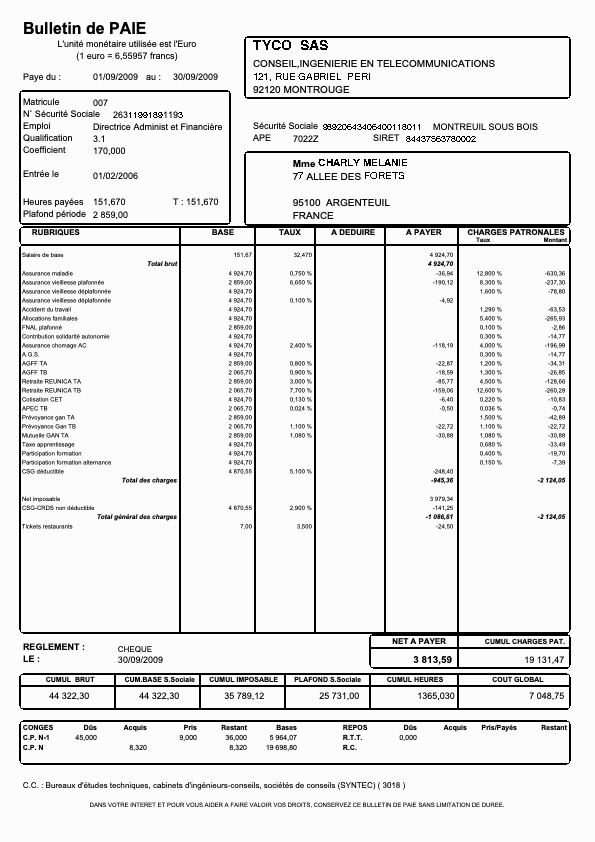 Bulletin de PAIE
L'unité monétaire utilisée est l'Euro
(1 euro = 6,55957 francs)
Paye du : 01/09/2009 au : 30/09/2009
TYCO SAS
CONSEIL,INGENIERIE EN TELECOMMUNICATIONS
121, RUE GABRIEL PERI
92120 MONTROUGE
Matricule 007
N° Sécurité Sociale 26311991891193
Emploi Directrice Administ et Financière
Qualification 3.1
Coefficient 170,000
Entrée le 01/02/2006
Heures payées 151,670 T : 151,670
Plafond période 2 859,00
Sécurité Sociale 98920643406400118011 MONTREUIL SOUS BOIS
APE 7022Z SIRET 84437563780002
Mme CHARLY MELANIE
77 ALLEE DES FORETS
95100 ARGENTEUIL
FRANCE
RUBRIQUES BASE TAUX A DEDUIRE A PAYER CHARGES PATRONALES
Taux Montant
Salaire de base 151,67 32,470 4 924,70
Total brut 4 924,70
Assurance maladie 4 924,70 0,750 % -36,94 12,800 % -630,36
Assurance vieillesse plafonnée 2 859,00 6,650 % -190,12 8,300 % -237,30
Assurance vieillesse déplafonnée 4 924,70 1,600 % -78,80
Assurance vieillesse déplafonnée 4 924,70 0,100 % -4,92
Accident du travail 4 924,70 1,290 % -63,53
Allocations familiales 4 924,70 5,400 % -265,93
FNAL plafonné 2 859,00 0,100 % -2,86
Contribution solidarité autonomie 4 924,70 0,300 % -14,77
Assurance chomage AC 4 924,70 2,400 % -118,19 4,000 % -196,99
A.G.S. 4 924,70 0,300 % -14,77
AGFF TA 2 859,00 0,800 % -22,87 1,200 % -34,31
AGFF TB 2 065,70 0,900 % -18,59 1,300 % -26,85
Retraite REUNICA TA 2 859,00 3,000 % -85,77 4,500 % -128,66
Retraite REUNICA TB 2 065,70 7,700 % -159,06 12,600 % -260,28
Cotisation CET 4 924,70 0,130 % -6,40 0,220 % -10,83
APEC TB 2 065,70 0,024 % -0,50 0,036 % -0,74
Prévoyance gan TA 2 859,00 1,500 % -42,89
Prévoyance Gan TB 2 065,70 1,100 % -22,72 1,100 % -22,72
Mutuelle GAN TA 2 859,00 1,080 % -30,88 1,080 % -30,88
Taxe apprentissage 4 924,70 0,680 % -33,49
Participation formation 4 924,70 0,400 % -19,70
Participation formation alternance 4 924,70 0,150 % -7,39
CSG déductible 4 870,55 5,100 % -248,40
Total des charges -945,36 -2 124,05
Net imposable 3 979,34
CSG-CRDS non déductible 4 870,55 2,900 % -141,25
Total général des charges -1 086,61 -2 124,05
Tickets restaurants 7,00 3,500 -24,50
REGLEMENT : CHEQUE
LE : 30/09/2009
NET A PAYER CUMUL CHARGES PAT.
3 813,59 19 131,47
CUMUL BRUT CUM.BASE S.Sociale CUMUL IMPOSABLE PLAFOND S.Sociale CUMUL HEURES COUT GLOBAL
44 322,30 44 322,30 35 789,12 25 731,00 1365,030 7 048,75
CONGES Dûs Acquis Pris Restant Bases REPOS Dûs Acquis Pris/Payés Restant
C.P. N-1 45,000 9,000 36,000 5 964,07 R.T.T. 0,000
C.P. N 8,320 8,320 19 698,80 R.C.
C.C. : Bureaux d'études techniques, cabinets d'ingénieurs-conseils, sociétés de conseils (SYNTEC) ( 3018 )
DANS VOTRE INTERET ET POUR VOUS AIDER A FAIRE VALOIR VOS DROITS, CONSERVEZ CE BULLETIN DE PAIE SANS LIMITATION DE DUREE.